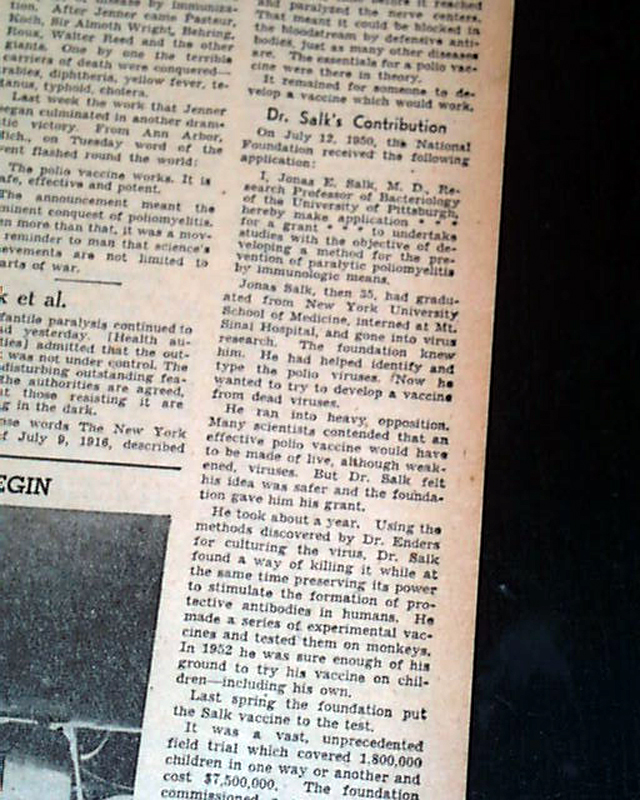 tion. After Jenner came Pasteur,
Koch, Sir Almoth Wright, Behring,
Roux, Walter Reed and the other
giants. One by one the terrible
carriers of death were conquered—
rabies, diphtheria, yellow fever, te-
tanus, typhoid, cholera.
Last week the work that Jenner
began culminated in another dram-
tic victory. From Ann Arbor,
Mich., on Tuesday word of the
vent flashed round the world:
The polio vaccine works. It is
afe, effective and potent.
The announcement meant the
minent conquest of poliomyelitis.
en more than that, it was a mov-
reminder to man that science's
evements are not limited to
arts of war.
k et al.
fantile paralysis continued to
ad yesterday. [Health au-
ties] admitted that the out-
was not under control. The
disturbing outstanding fea-
the authorities are agreed,
at those resisting it are
g in the dark.
ose words The New York
of July 9, 1916, described
EGIN
and paralyzed the nerve centers.
That meant it could be blocked in
the bloodstream by defensive anti-
bodies, just as many other diseases
are. The essentials for a polio vac-
cine were there in theory.
It remained for someone to de-
velop a vaccine which would work.
Dr. Salk's Contribution
On July 12, 1950, the National
Foundation received the following
application:
I, Jonas E. Salk, M. D., Re-
search Professor of Bacteriology
of the University of Pittsburgh,
hereby make application * * *
for a grant * * * to undertake
studies with the objective of de-
veloping a method for the pre-
vention of paralytic poliomyelitis
by immunologic means.
Jonas Salk, then 35, had gradu-
ated from New York University
School of Medicine, interned at Mt.
Sinai Hospital, and gone into virus
research. The foundation knew
him. He had helped identify and
type the polio viruses. Now he
wanted to try to develop a vaccine
from dead viruses.
He ran into heavy opposition.
Many scientists contended that an
effective polio vaccine would have
to be made of live, although weak-
ened, viruses. But Dr. Salk felt
his idea was safer and the founda-
tion gave him his grant.
He took about a year. Using the
methods discovered by Dr. Enders
for culturing the virus, Dr. Salk
found a way of killing it while at
the same time preserving its power
to stimulate the formation of pro-
tective antibodies in humans. He
made a series of experimental vac-
cines and tested them on monkeys.
In 1952 he was sure enough of his
ground to try his vaccine on chil-
dren—including his own.
Last spring the foundation put
the Salk vaccine to the test.
It was a vast, unprecedented
field trial which covered 1,800,000
children in one way or another and
cost $7,500,000. The foundation
commissioned